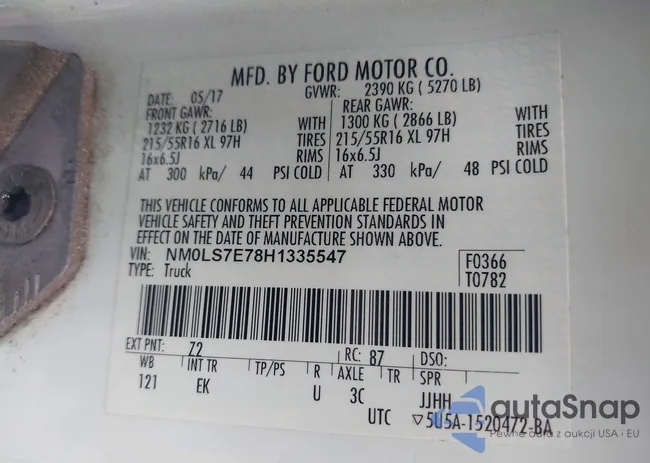 MFD. BY FORD MOTOR CO.
DATE: 05/17 GVWR: 2390 KG ( 5270 LB)
FRONT GAWR: REAR GAWR:
1232 KG ( 2716 LB) WITH 1300 KG ( 2866 LB) WITH
215/55R16 XL 97H TIRES 215/55R16 XL 97H TIRES
16x6.5J RIMS 16x6.5J RIMS
AT 300 kPa/ 44 PSI COLD AT 330 kPa/ 48 PSI COLD
THIS VEHICLE CONFORMS TO ALL APPLICABLE FEDERAL MOTOR
VEHICLE SAFETY AND THEFT PREVENTION STANDARDS IN
EFFECT ON THE DATE OF MANUFACTURE SHOWN ABOVE.
VIN: NM0LS7E78H1335547 F0366
TYPE: Truck T0782
EXT PNT: Z2 RC: 87 DSO:
WB INT TR TP/PS R AXLE TR SPR
121 EK U 3C JJHH
UTC ▽5U5A-1520472-BA
autoSnap
Pewne auta z aukcji USA i EU